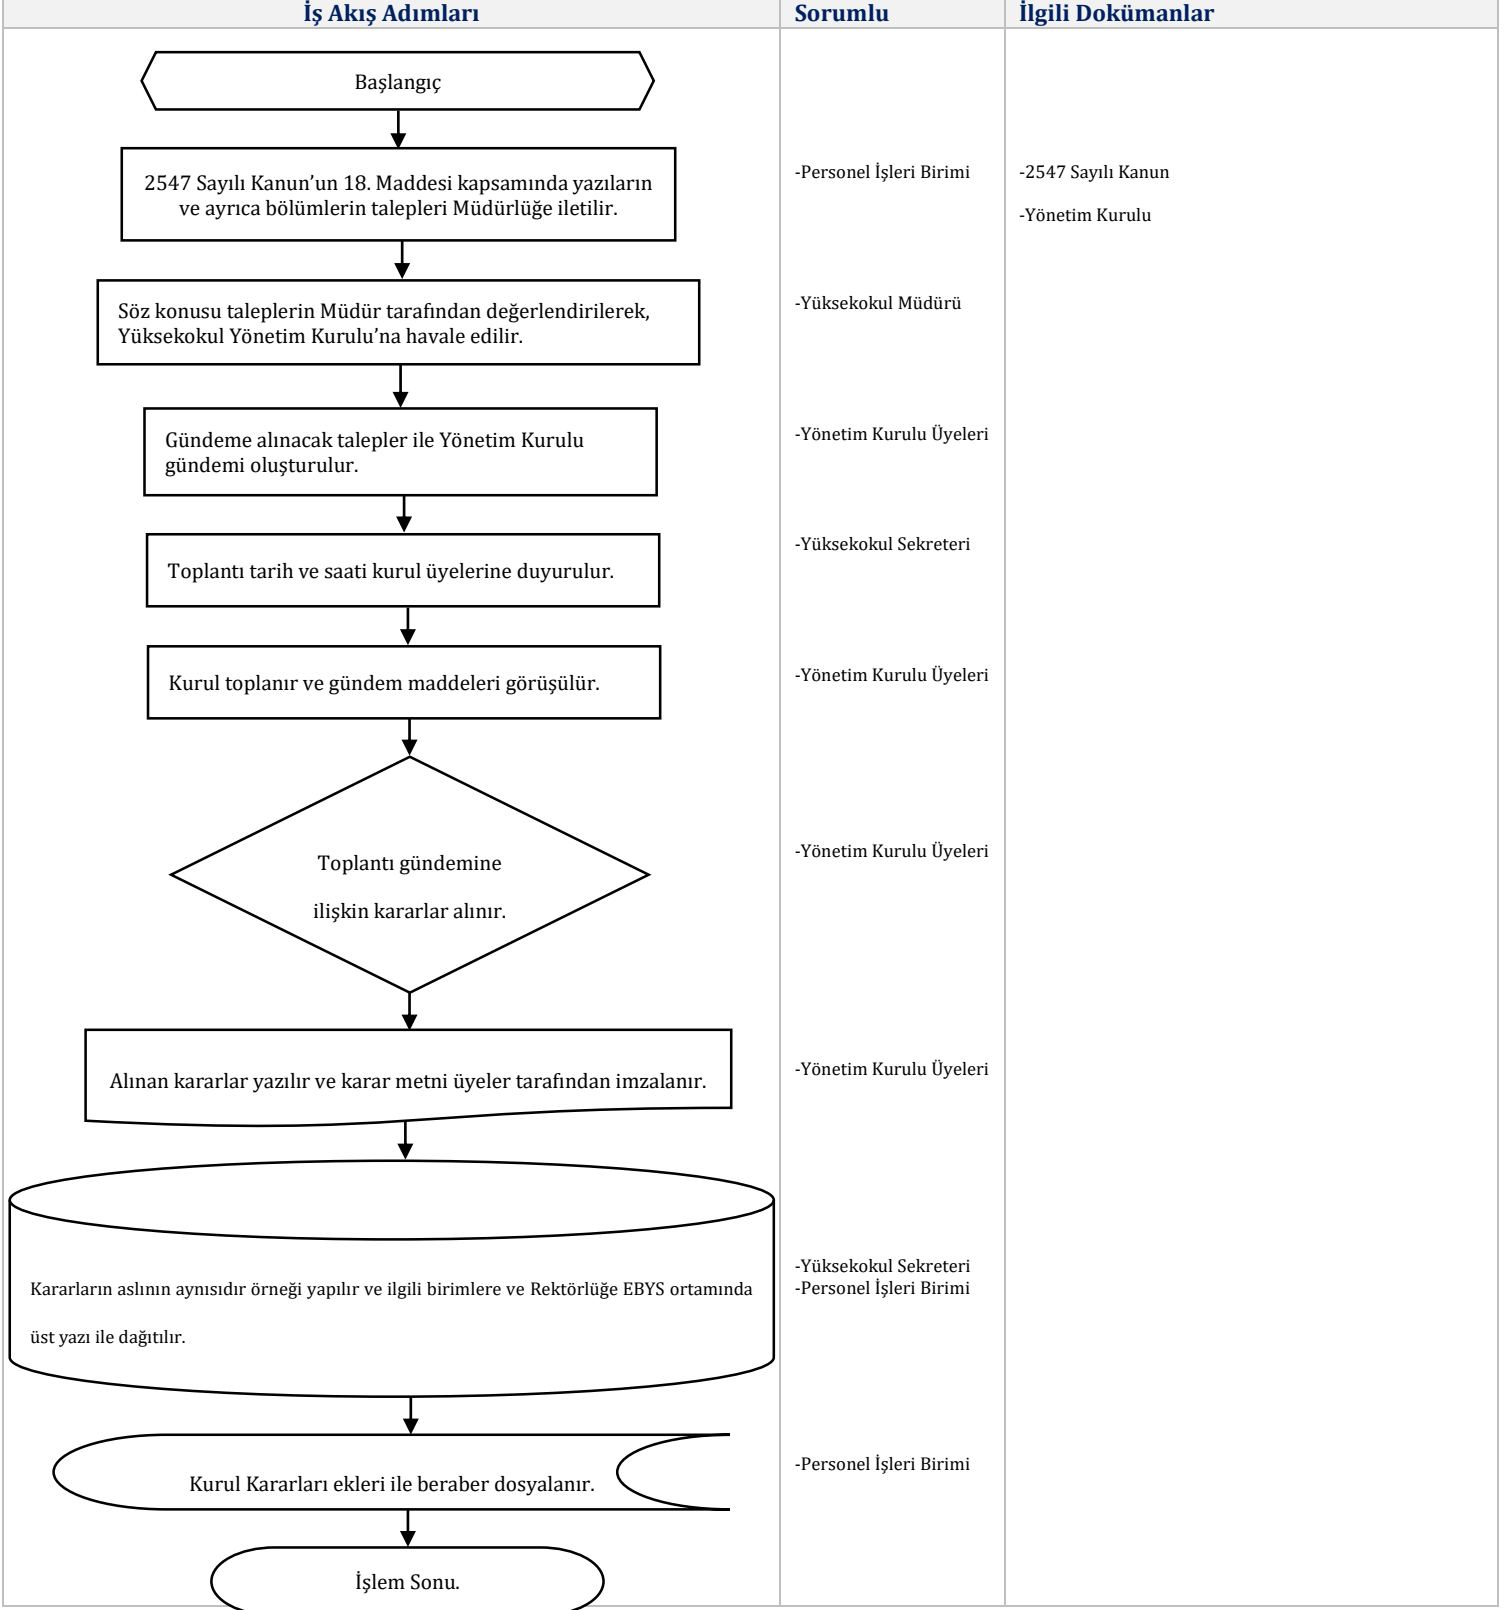 İş Akış Adımları
Sorumlu
İlgili Dokümanlar
Başlangıç
2547 Sayılı Kanun’un 18. Maddesi kapsamında yazıların
ve ayrıca bölümlerin talepleri Müdürlüğe iletilir.
-Personel İşleri Birimi
-2547 Sayılı Kanun
-Yönetim Kurulu
Söz konusu taleplerin Müdür tarafından değerlendirilerek,
Yüksekokul Yönetim Kurulu’na havale edilir.
-Yüksekokul Müdürü
Gündeme alınacak talepler ile Yönetim Kurulu
gündemi oluşturulur.
-Yönetim Kurulu Üyeleri
Toplantı tarih ve saati kurul üyelerine duyurulur.
-Yüksekokul Sekreteri
Kurul toplanır ve gündem maddeleri görüşülür.
-Yönetim Kurulu Üyeleri
Toplantı gündemine
ilişkin kararlar alınır.
-Yönetim Kurulu Üyeleri
Alınan kararlar yazılır ve karar metni üyeler tarafından imzalanır.
-Yönetim Kurulu Üyeleri
Kararların aslının aynısıdır örneği yapılır ve ilgili birimlere ve Rektörlüğe EBYS ortamında
üst yazı ile dağıtılır.
-Yüksekokul Sekreteri
-Personel İşleri Birimi
Kurul Kararları ekleri ile beraber dosyalanır.
-Personel İşleri Birimi
İşlem Sonu.